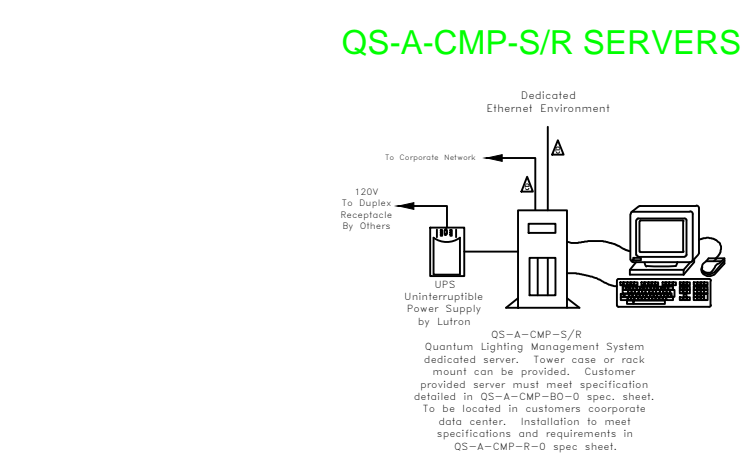 QS-A-CMP-S/R SERVERS
Dedicated
Ethernet Environment
To Corporate Network
120V
To Duplex
Receptacle
By Others
UPS
Uninterruptible
Power Supply
by Lutron
QS-A-CMP-S/R
Quantum Lighting Management System
dedicated server. Tower case or rack
mount can be provided. Customer
provided server must meet specification
detailed in QS-A-CMP-BO-0 spec. sheet.
To be located in customers coorporate
data center. Installation to meet
specifications and requirements in
QS-A-CMP-R-0 spec sheet.